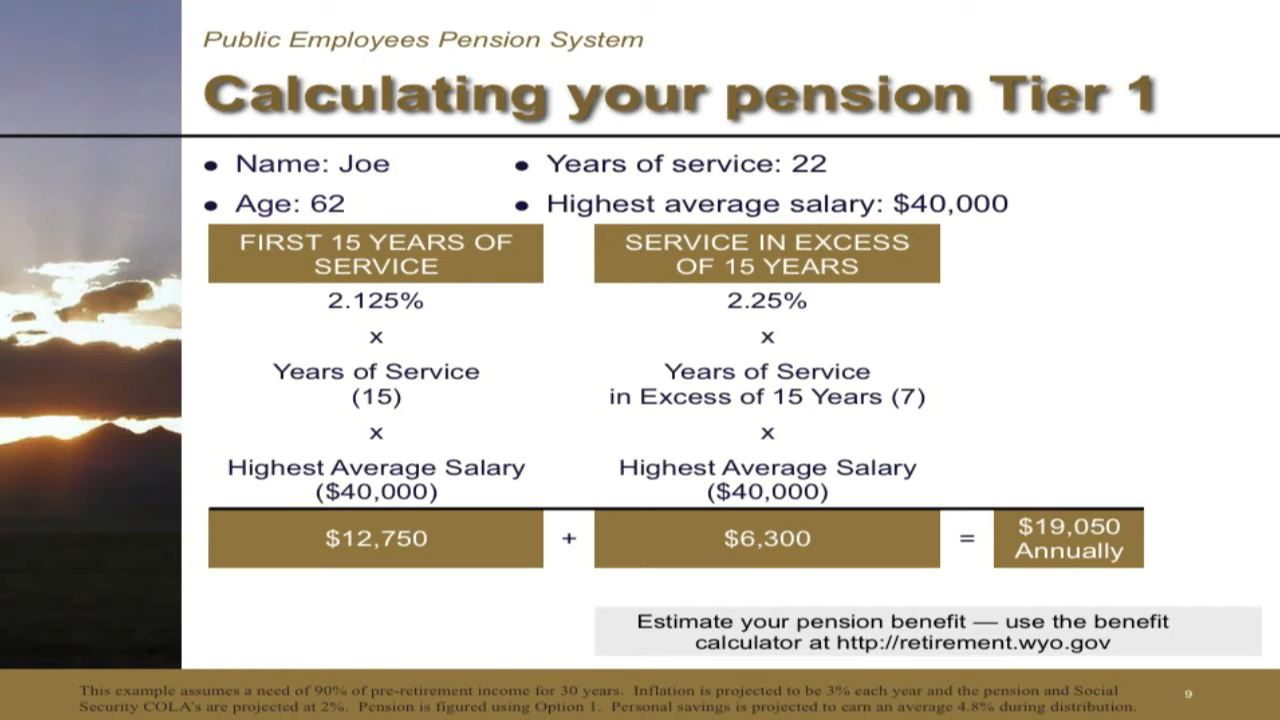 Public Employees Pension System
Calculating your pension Tier 1
• Name: Joe
• Age: 62
• Years of service: 22
• Highest average salary: $40,000
FIRST 15 YEARS OF
SERVICE
2.125%
x
Years of Service
(15)
x
Highest Average Salary
($40,000)
$12,750
+
SERVICE IN EXCESS
OF 15 YEARS
2.25%
x
Years of Service
in Excess of 15 Years (7)
x
Highest Average Salary
($40,000)
$6,300
=
$19,050
Annually
Estimate your pension benefit — use the benefit
calculator at http://retirement.wyo.gov
This example assumes a need of 90% of pre-retirement income for 30 years. Inflation is projected to be 3% each year and the pension and Social
Security COLA's are projected at 2%. Pension is figured using Option 1. Personal savings is projected to earn an average 4.8% during distribution.
9